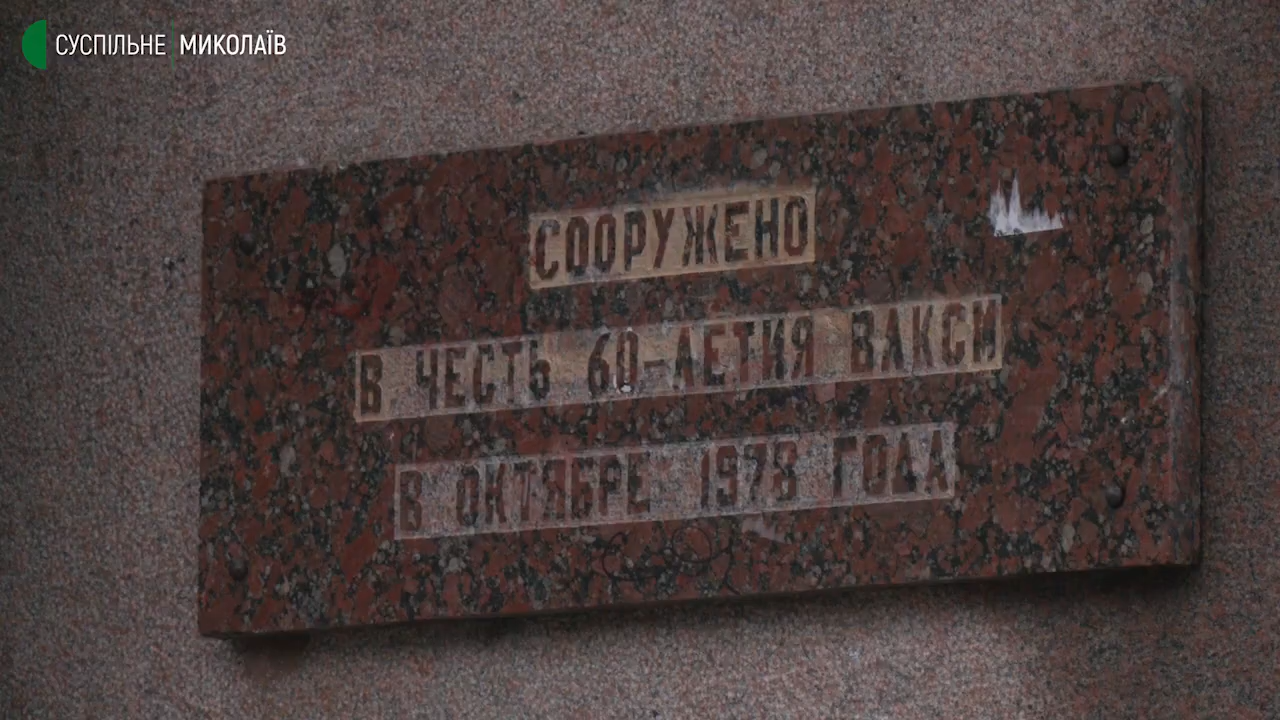 СУСПІЛЬНЕ МИКОЛАЇВ
СООРУЖЕНО
В ЧЕСТЬ 60-ЛЕТИЯ ВЛКСМ
В ОКТЯБРЕ 1978 ГОДА